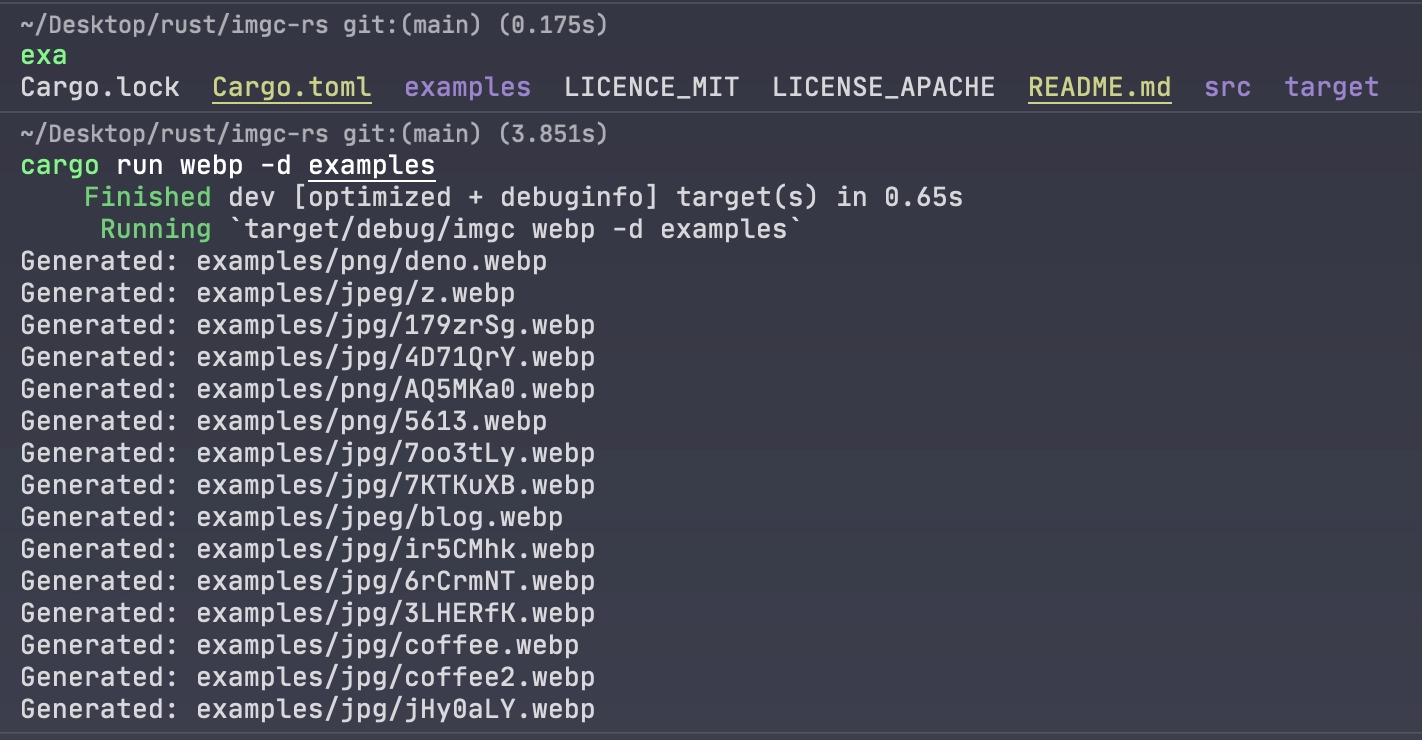 ~/Desktop/rust/imgc-rs git:(main) (0.175s)
exa
Cargo.lock  Cargo.toml  examples  LICENCE_MIT  LICENSE_APACHE  README.md  src  target
~/Desktop/rust/imgc-rs git:(main) (3.851s)
cargo run webp -d examples
    Finished dev [optimized + debuginfo] target(s) in 0.65s
     Running `target/debug/imgc webp -d examples`
Generated: examples/png/deno.webp
Generated: examples/jpeg/z.webp
Generated: examples/jpg/179zrSg.webp
Generated: examples/jpg/4D71QrY.webp
Generated: examples/png/AQ5MKa0.webp
Generated: examples/png/5613.webp
Generated: examples/jpg/7oo3tLy.webp
Generated: examples/jpg/7KTKuXB.webp
Generated: examples/jpeg/blog.webp
Generated: examples/jpg/ir5CMhk.webp
Generated: examples/jpg/6rCrmNT.webp
Generated: examples/jpg/3LHERfK.webp
Generated: examples/jpg/coffee.webp
Generated: examples/jpg/coffee2.webp
Generated: examples/jpg/jHy0aLY.webp